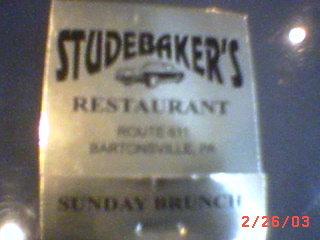 STUDEBAKER'S
RESTAURANT
ROUTE 611
BARTONSVILLE, PA
SUNDAY BRUNCH
2/26/03